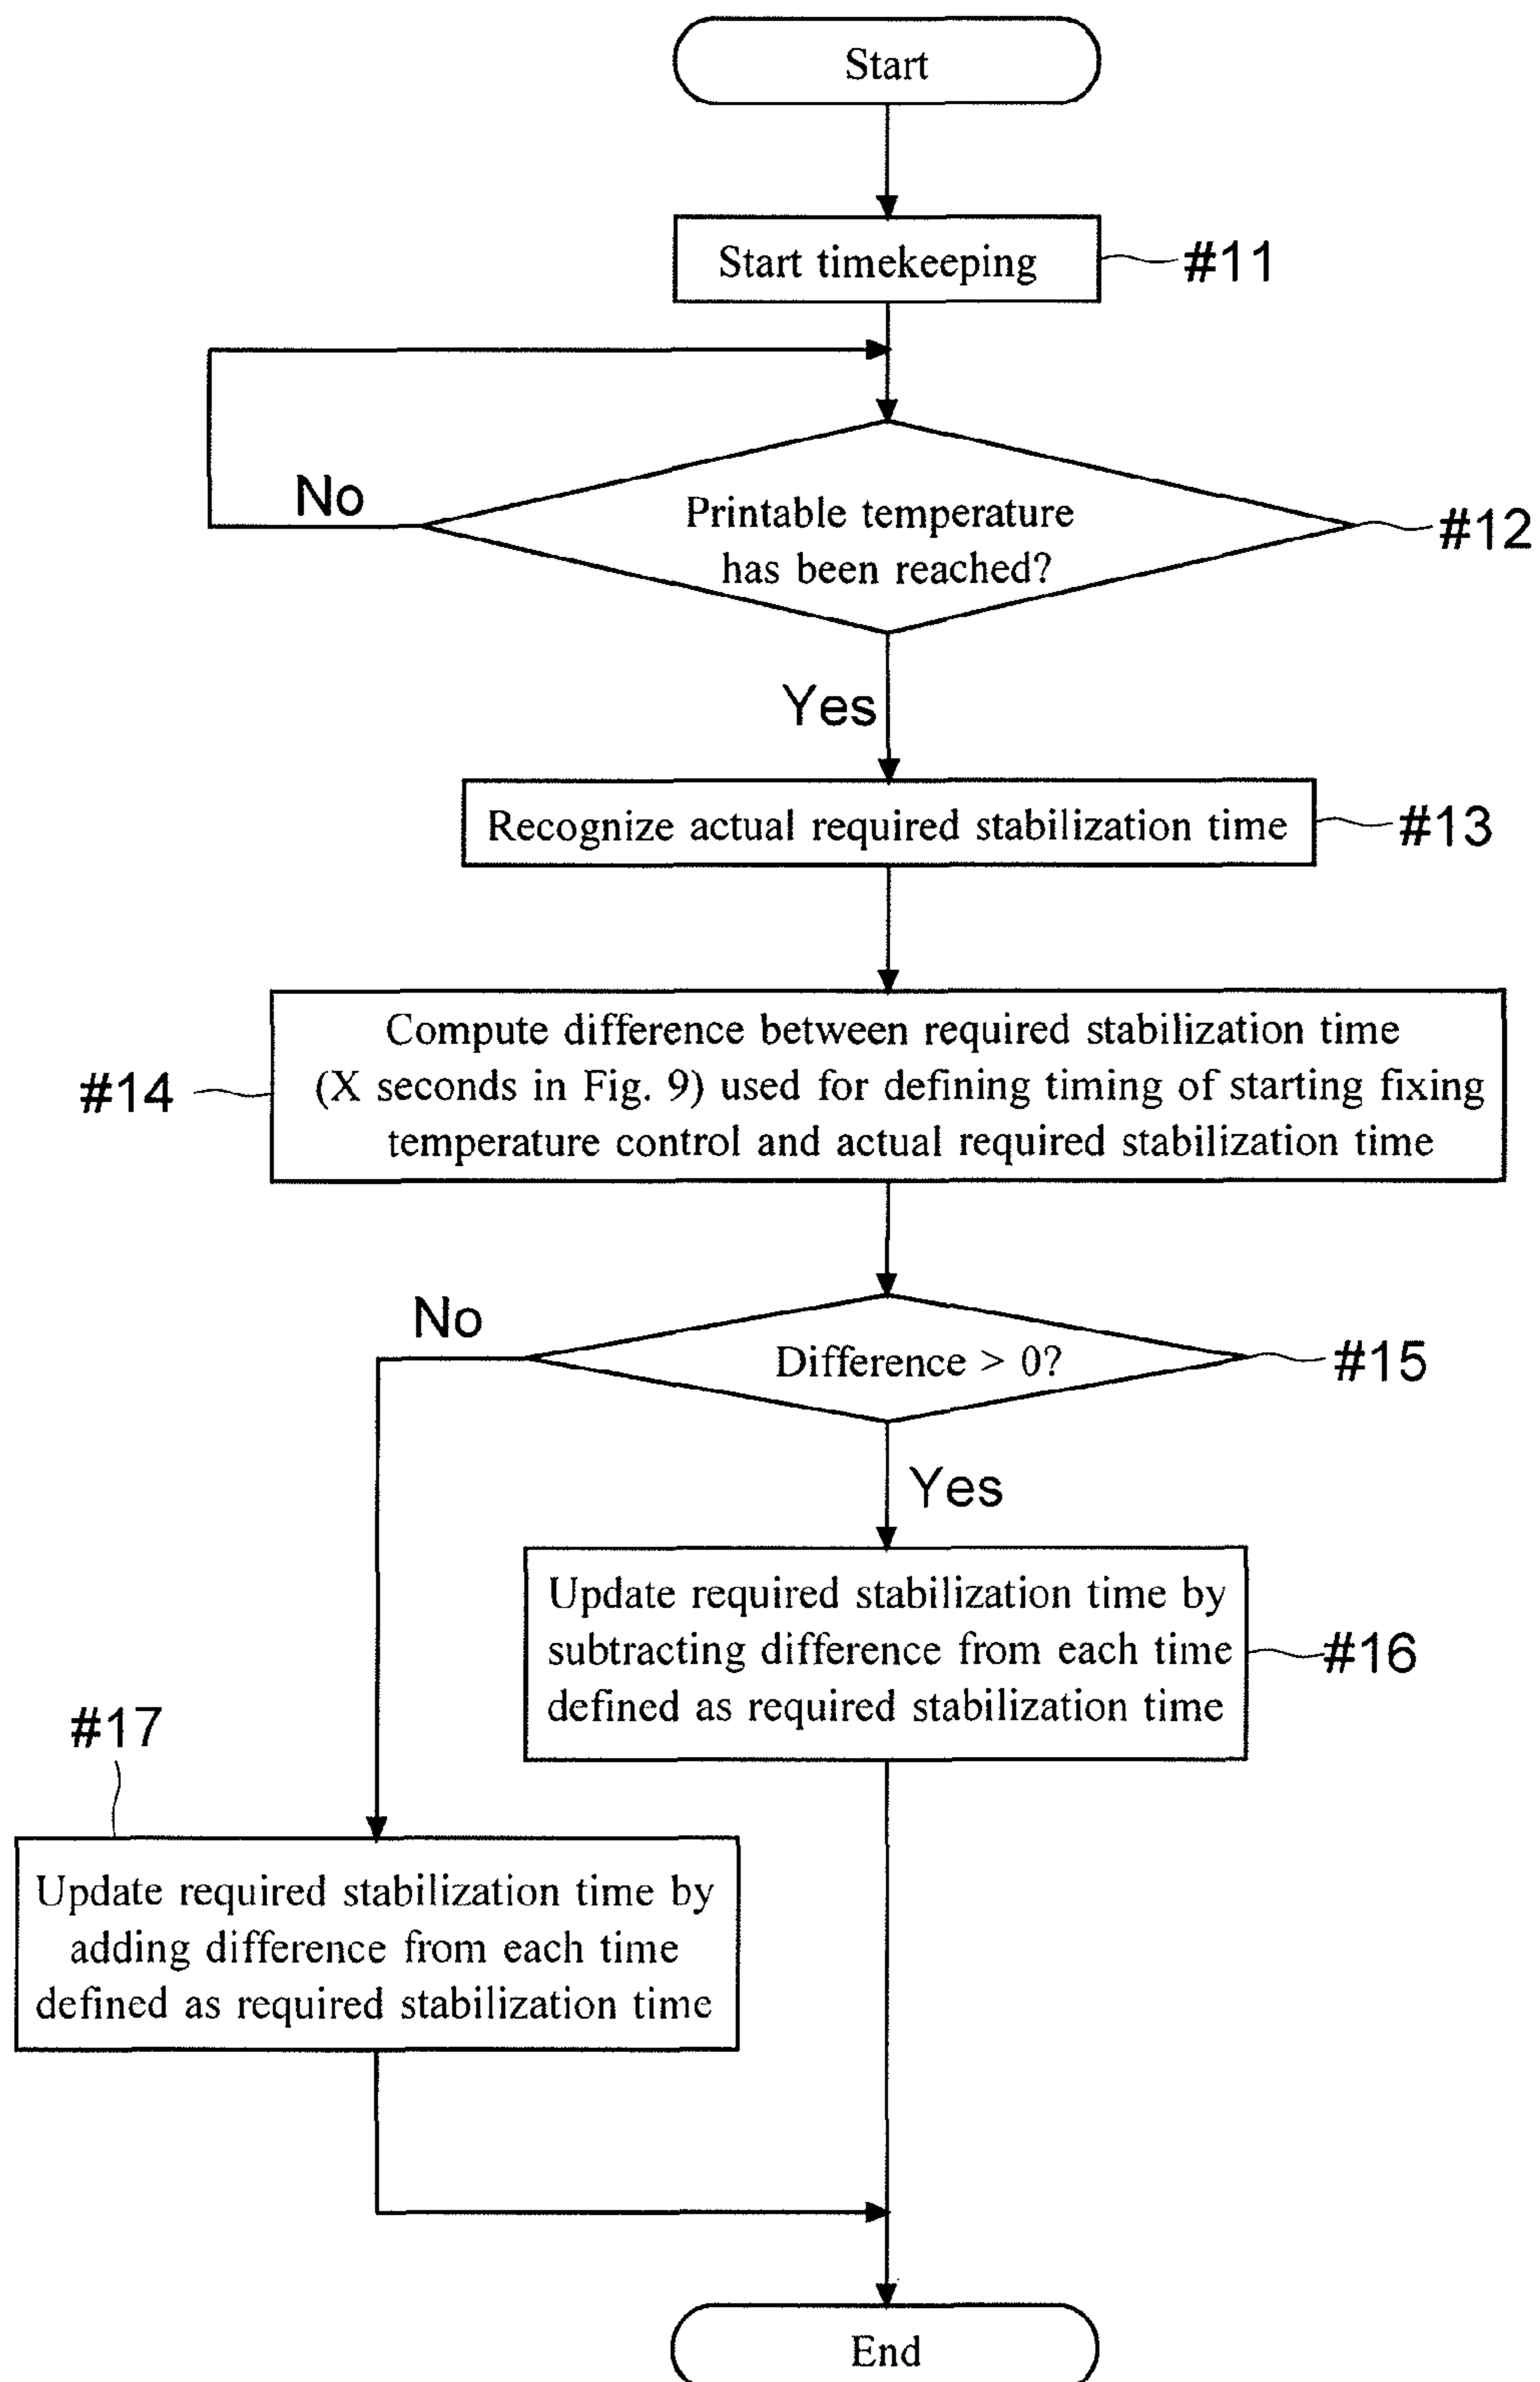 Start
Start timekeeping
#11
No
Printable temperature
has been reached?
#12
Yes
Recognize actual required stabilization time
#13
Compute difference between required stabilization time
(X seconds in Fig. 9) used for defining timing of starting fixing
temperature control and actual required stabilization time
#14
No
Difference > 0?
#15
Yes
Update required stabilization time by
subtracting difference from each time
defined as required stabilization time
#16
#17
Update required stabilization time by
adding difference from each time
defined as required stabilization time
End